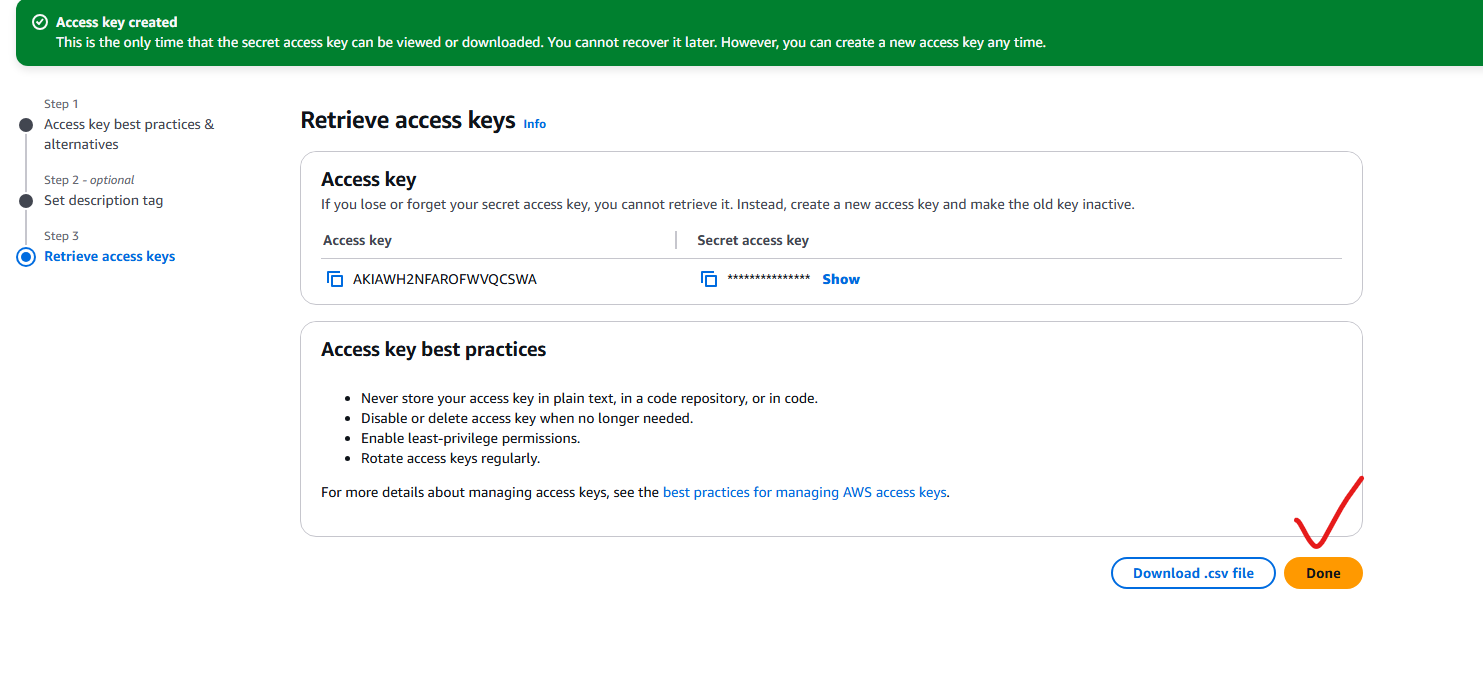 Access key created
This is the only time that the secret access key can be viewed or downloaded. You cannot recover it later. However, you can create a new access key any time.
Step 1
Access key best practices &
alternatives
Step 2 - optional
Set description tag
Step 3
Retrieve access keys
Retrieve access keys Info
Access key
If you lose or forget your secret access key, you cannot retrieve it. Instead, create a new access key and make the old key inactive.
Access key Secret access key
AKIAWH2NFAROFWVQCSWA *************** Show
Access key best practices
Never store your access key in plain text, in a code repository, or in code.
Disable or delete access key when no longer needed.
Enable least-privilege permissions.
Rotate access keys regularly.
For more details about managing access keys, see the best practices for managing AWS access keys.
Download .csv file Done